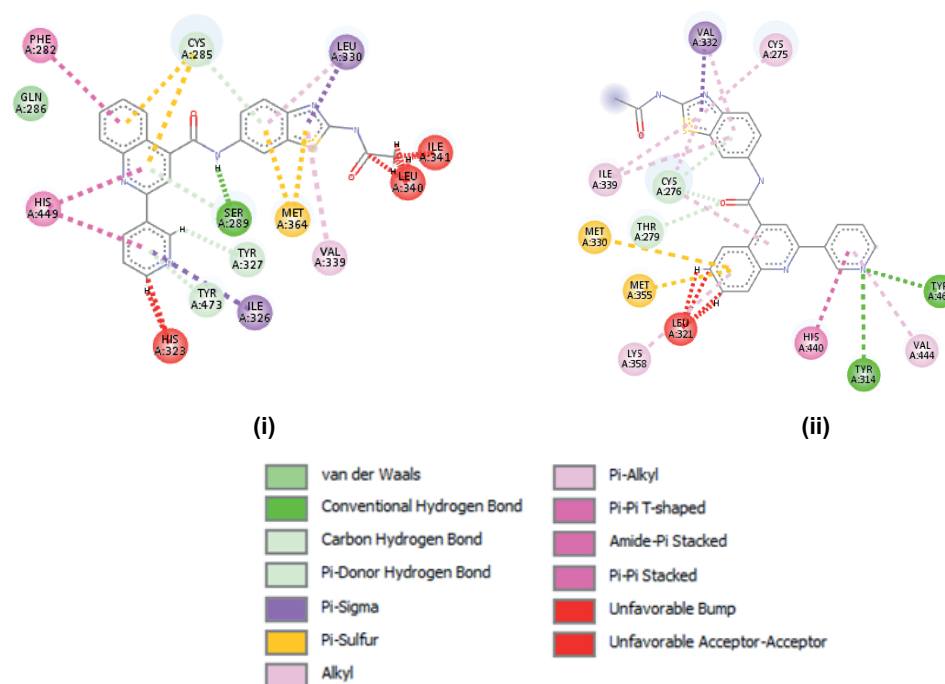 PHE
A:282
CYS
A:285
LEU
A:330
GLN
A:286
N
O
N
H
N
S
N
O
H
H
H
ILE
A:341
LEU
A:340
HIS
A:449
N
SER
A:289
MET
A:364
VAL
A:339
H
TYR
A:327
N
H
TYR
A:473
ILE
A:326
HIS
A:323
(i)
VAL
A:332
CYS
A:275
N
N
O
S
ILE
A:339
CYS
A:276
N
O
THR
A:279
MET
A:330
H
H
N
N
MET
A:355
LEU
A:321
LYS
A:358
HIS
A:440
TYR
A:314
VAL
A:444
(ii)
van der Waals
Conventional Hydrogen Bond
Carbon Hydrogen Bond
Pi-Donor Hydrogen Bond
Pi-Sigma
Pi-Sulfur
Alkyl
Pi-Alkyl
Pi-Pi T-shaped
Amide-Pi Stacked
Pi-Pi Stacked
Unfavorable Bump
Unfavorable Acceptor-Acceptor